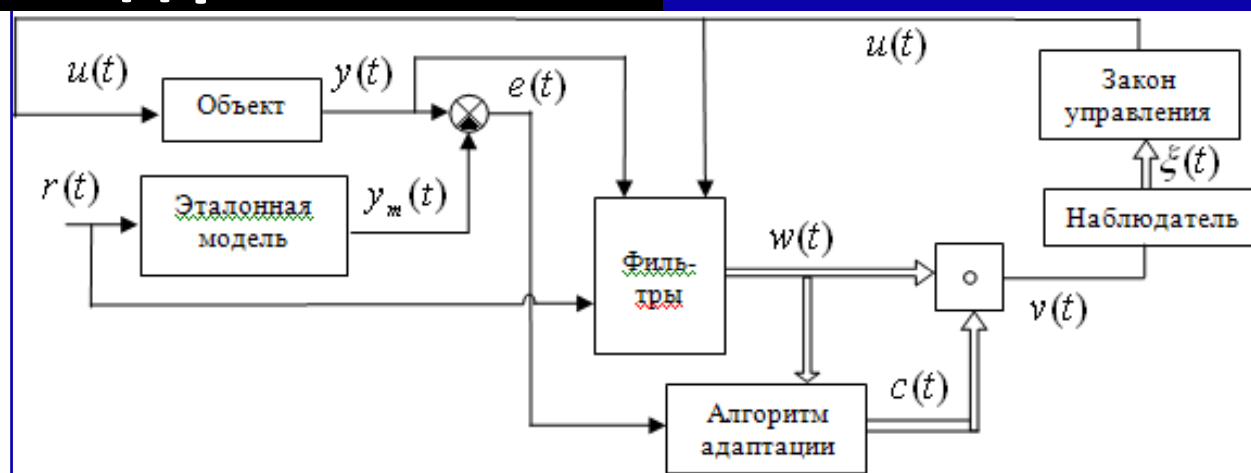 u(t)
u(t)
y(t)
e(t)
Объект
Закон
управления
ξ(t)
r(t)
Эталонная
модель
y_m(t)
Наблюдатель
Филь-
тры
w(t)
v(t)
Алгоритм
адаптации
c(t)